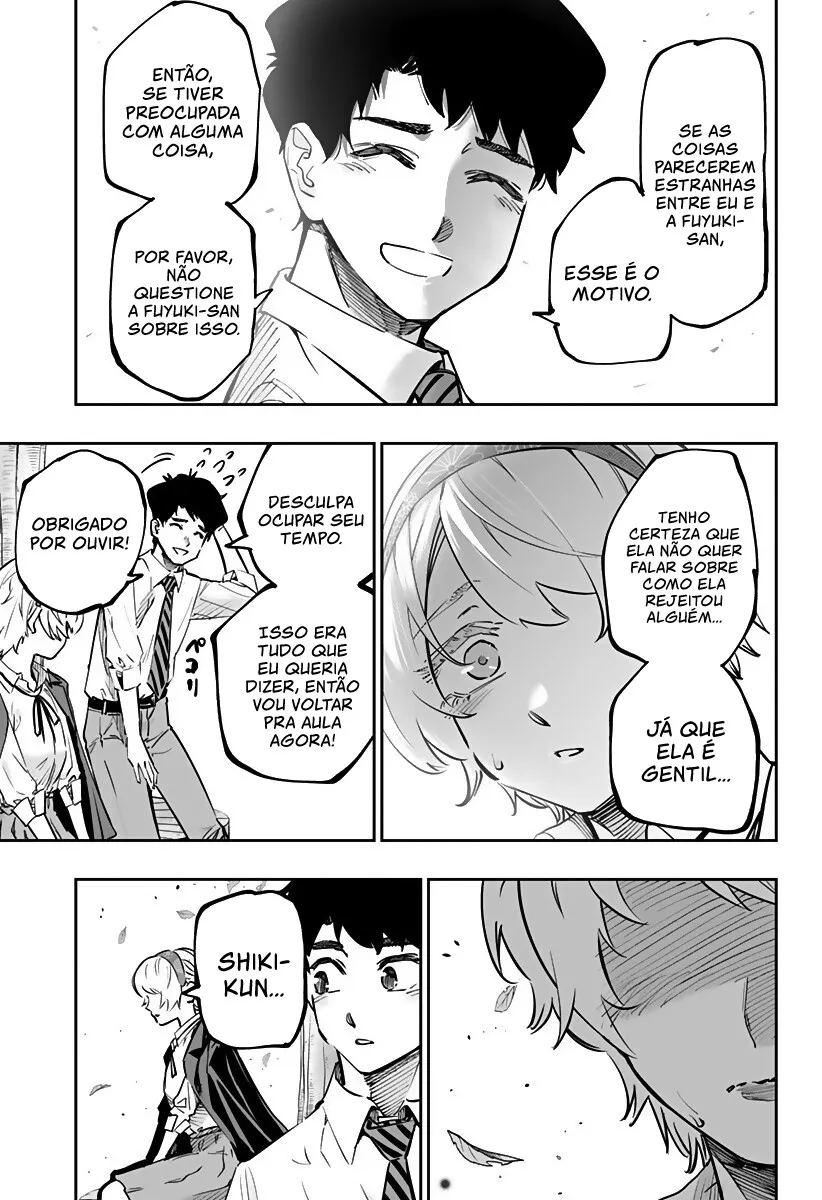 SE AS
COISAS
PARECEREM
ESTRANHAS
ENTRE EU E
A FUYUKI-
SAN,
ESSE É O
MOTIVO.
ENTÃO,
SE TIVER
PREOCUPADA
COM ALGUMA
COISA,
POR FAVOR,
NÃO
QUESTIONE
A FUYUKI-SAN
SOBRE ISSO.
TENHO
CERTEZA QUE
ELA NÃO QUER
FALAR SOBRE
COMO ELA
REJEITOU
ALGUÉM...
JÁ QUE
ELA É
GENTIL...
DESCULPA
OCUPAR SEU
TEMPO.
ISSO ERA
TUDO QUE
EU QUERIA
DIZER, ENTÃO
VOU VOLTAR
PRA AULA
AGORA!
ペコリ
OBRIGADO
POR OUVIR!
SHIKI-
KUN...